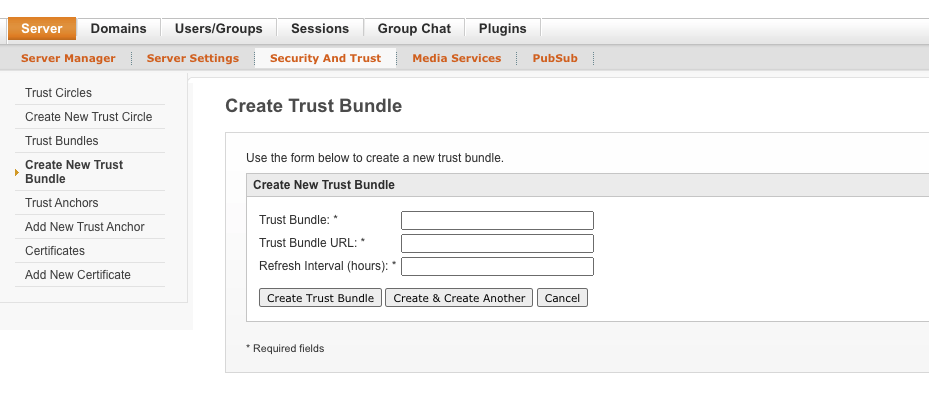 Server Domains Users/Groups Sessions Group Chat Plugins
Server Manager Server Settings Security And Trust Media Services PubSub
Trust Circles
Create New Trust Circle
Trust Bundles
Create New Trust
Bundle
Trust Anchors
Add New Trust Anchor
Certificates
Add New Certificate
Create Trust Bundle
Use the form below to create a new trust bundle.
Create New Trust Bundle
Trust Bundle: *
Trust Bundle URL: *
Refresh Interval (hours): *
Create Trust Bundle Create & Create Another Cancel
* Required fields